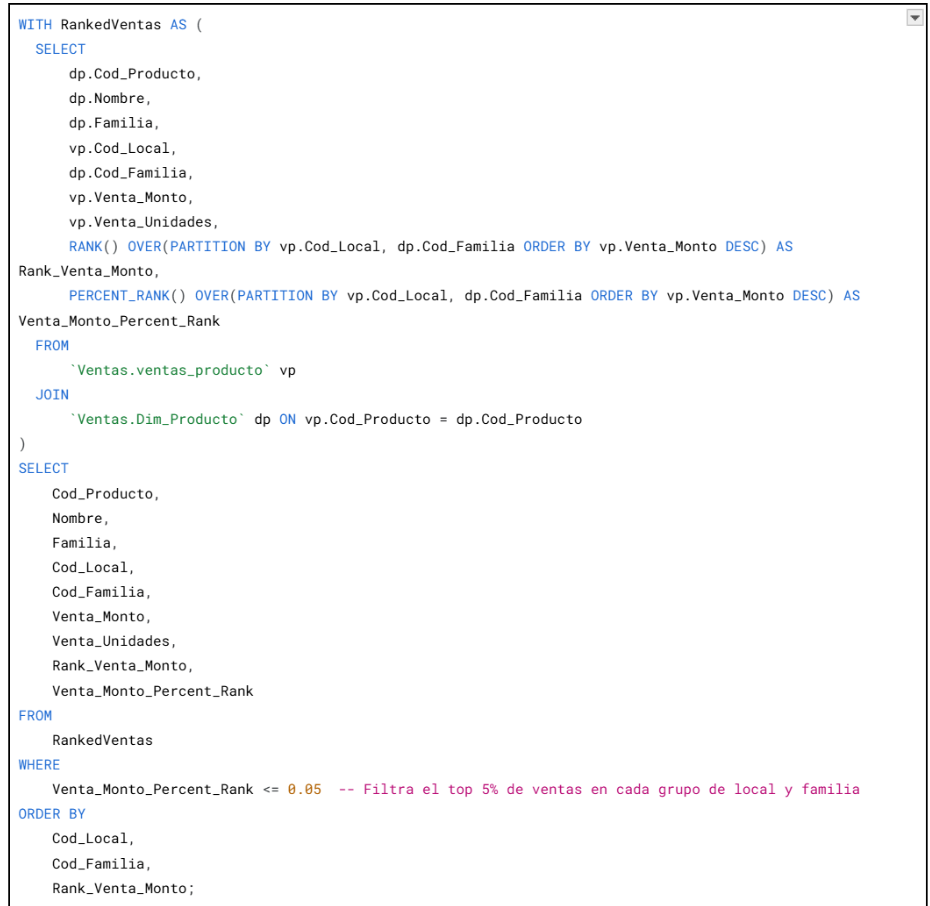 WITH RankedVentas AS (
  SELECT
      dp.Cod_Producto,
      dp.Nombre,
      dp.Familia,
      vp.Cod_Local,
      dp.Cod_Familia,
      vp.Venta_Monto,
      vp.Venta_Unidades,
      RANK() OVER(PARTITION BY vp.Cod_Local, dp.Cod_Familia ORDER BY vp.Venta_Monto DESC) AS
Rank_Venta_Monto,
      PERCENT_RANK() OVER(PARTITION BY vp.Cod_Local, dp.Cod_Familia ORDER BY vp.Venta_Monto DESC) AS
Venta_Monto_Percent_Rank
  FROM
      `Ventas.ventas_producto` vp
  JOIN
      `Ventas.Dim_Producto` dp ON vp.Cod_Producto = dp.Cod_Producto
)
SELECT
    Cod_Producto,
    Nombre,
    Familia,
    Cod_Local,
    Cod_Familia,
    Venta_Monto,
    Venta_Unidades,
    Rank_Venta_Monto,
    Venta_Monto_Percent_Rank
FROM
    RankedVentas
WHERE
    Venta_Monto_Percent_Rank <= 0.05  -- Filtra el top 5% de ventas en cada grupo de local y familia
ORDER BY
    Cod_Local,
    Cod_Familia,
    Rank_Venta_Monto;